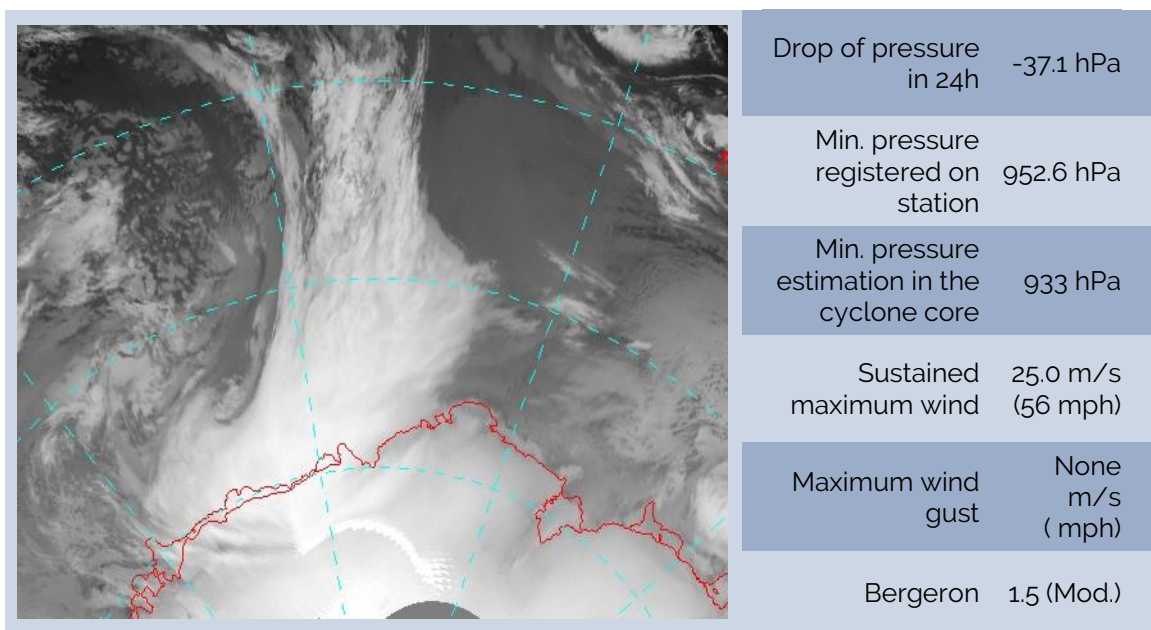 Drop of pressure
in 24h
-37.1 hPa
Min. pressure
registered on
station
952.6 hPa
Min. pressure
estimation in the
cyclone core
933 hPa
Sustained
maximum wind
25.0 m/s
(56 mph)
Maximum wind
gust
None
m/s
( mph)
Bergeron
1.5 (Mod.)